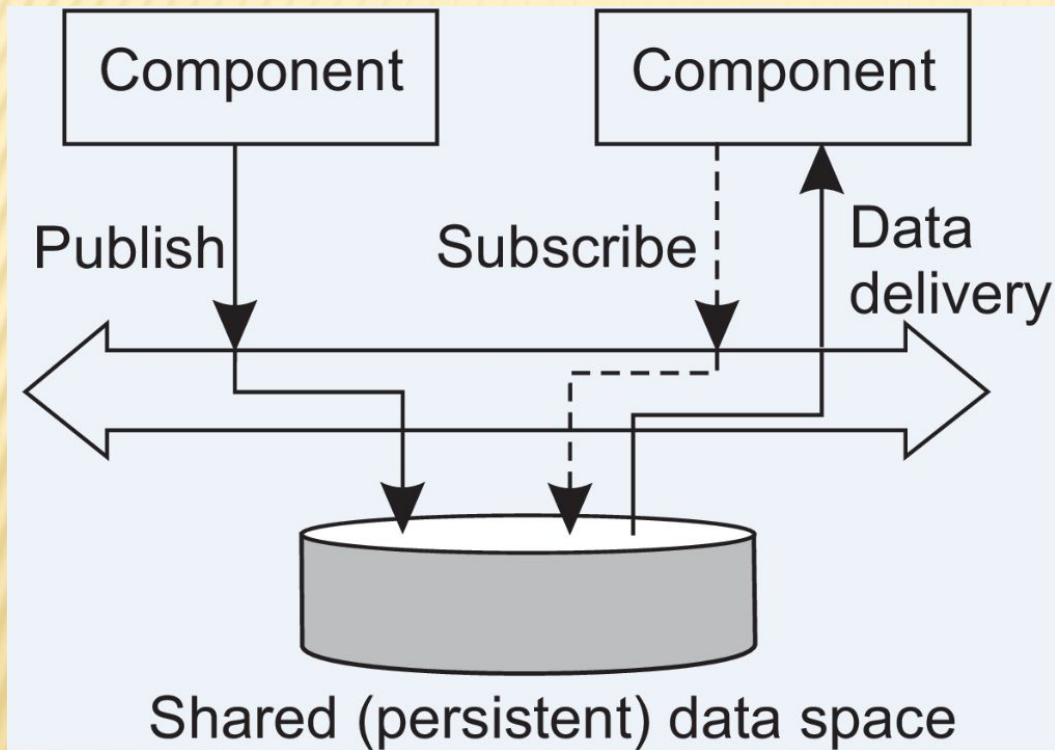 Component
Component
Publish
Subscribe
Data
delivery
Shared (persistent) data space